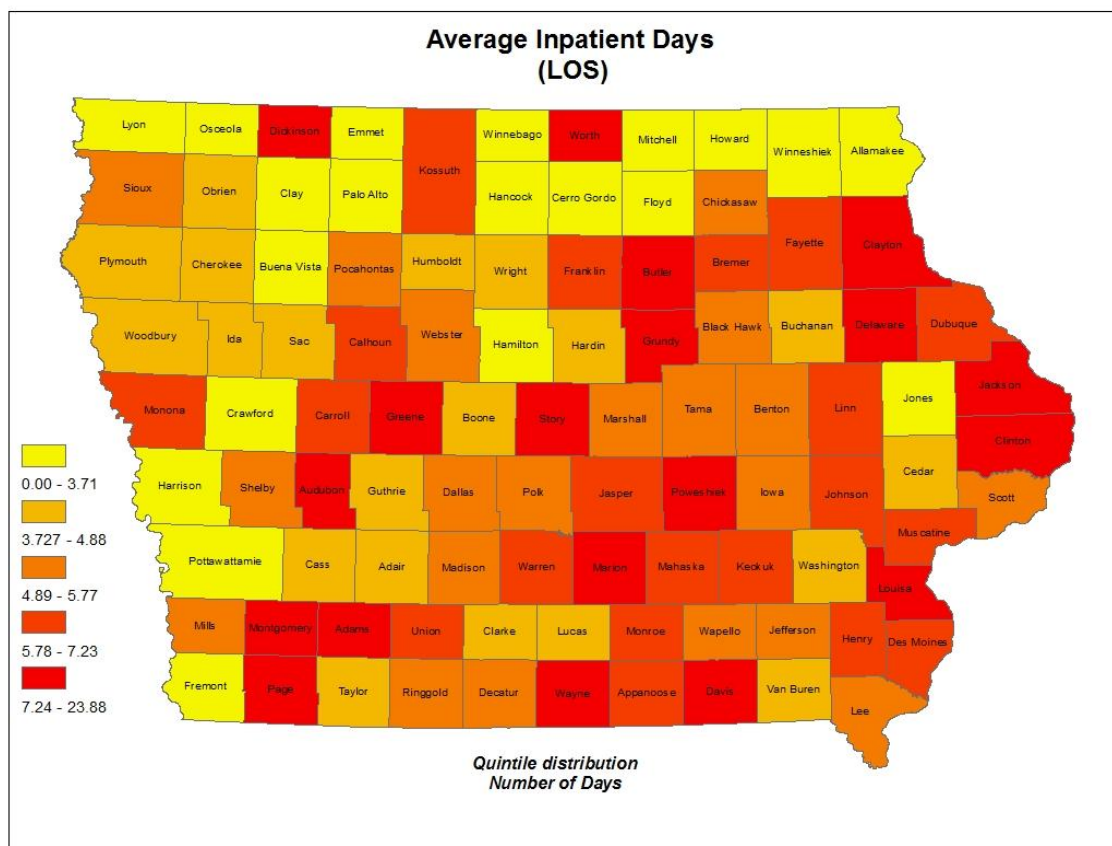 Average Inpatient Days
(LOS)
Lyon
Osceola
Dickinson
Emmet
Kossuth
Winnebago
Worth
Mitchell
Howard
Winneshiek
Allamakee
Sioux
Obrien
Clay
Palo Alto
Hancock
Cerro Gordo
Floyd
Chickasaw
Plymouth
Cherokee
Buena Vista
Pocahontas
Humboldt
Wright
Franklin
Butler
Bremer
Fayette
Clayton
Woodbury
Ida
Sac
Calhoun
Webster
Hamilton
Hardin
Grundy
Black Hawk
Buchanan
Delaware
Dubuque
Monona
Crawford
Carroll
Greene
Boone
Story
Marshall
Tama
Benton
Linn
Jones
Jackson
Clinton
Harrison
Shelby
Audubon
Guthrie
Dallas
Polk
Jasper
Poweshiek
Iowa
Johnson
Cedar
Scott
Muscatine
Pottawattamie
Cass
Adair
Madison
Warren
Marion
Mahaska
Keokuk
Washington
Louisa
Mills
Montgomery
Adams
Union
Clarke
Lucas
Monroe
Wapello
Jefferson
Henry
Des Moines
Fremont
Page
Taylor
Ringgold
Decatur
Wayne
Appanoose
Davis
Van Buren
Lee
0.00 - 3.71
3.727 - 4.88
4.89 - 5.77
5.78 - 7.23
7.24 - 23.88
Quintile distribution
Number of Days